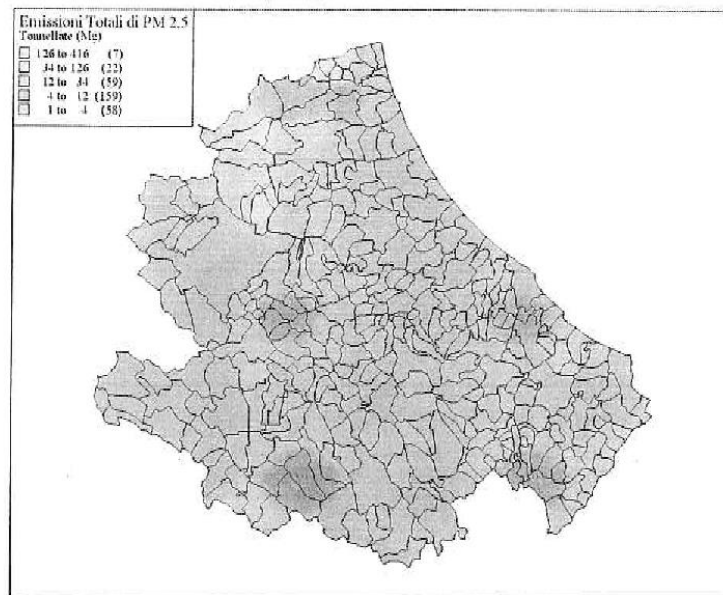 Emissioni Totali di PM 2.5
Tonnellate (Mg)
126 to 416 (7)
34 to 126 (22)
12 to 34 (59)
4 to 12 (159)
1 to 4 (58)